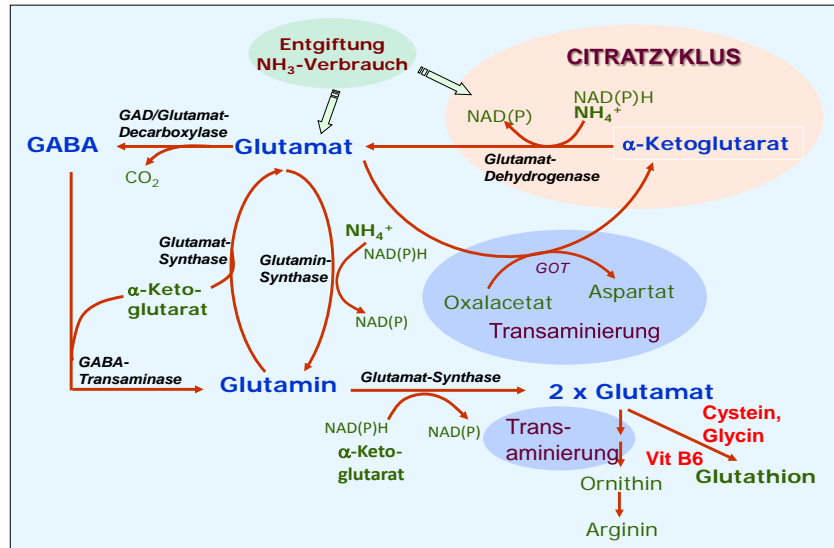 Entgiftung
NH₃-Verbrauch
CITRATZYKLUS
NAD(P)
NAD(P)H
NH₄⁺
GAD/Glutamat-
Decarboxylase
GABA
Glutamat
α-Ketoglutarat
CO₂
Glutamat-
Dehydrogenase
Glutamat-
Synthase
Glutamin-
Synthase
NH₄⁺
NAD(P)H
NAD(P)
α-Keto-
glutarat
GOT
Oxalacetat
Aspartat
Transaminierung
GABA-
Transaminase
Glutamin
Glutamat-Synthase
2 x Glutamat
NAD(P)H
NAD(P)
α-Keto-
glutarat
Trans-
aminierung
Cystein,
Glycin
Vit B6
Ornithin
Glutathion
Arginin